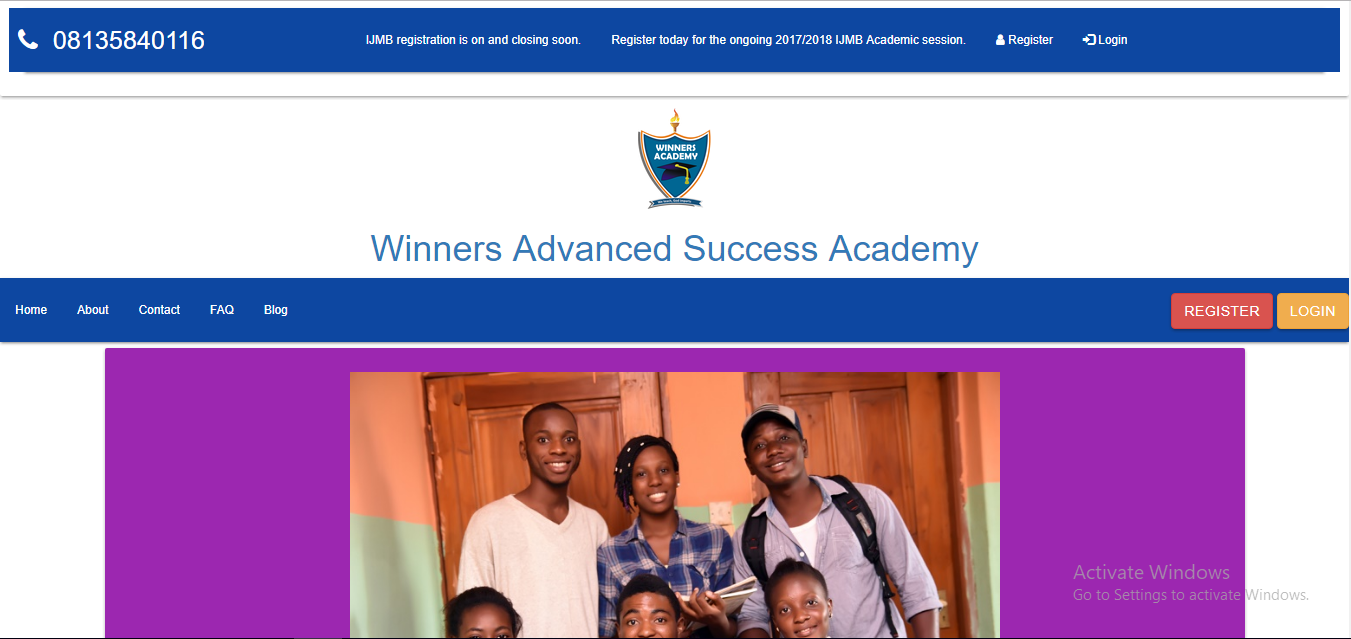 08135840116
IJMB registration is on and closing soon.
Register today for the ongoing 2017/2018 IJMB Academic session.
Register
Login
WINNERS
ACADEMY
Winners Advanced Success Academy
Home
About
Contact
FAQ
Blog
REGISTER
LOGIN
Activate Windows
Go to Settings to activate Windows.